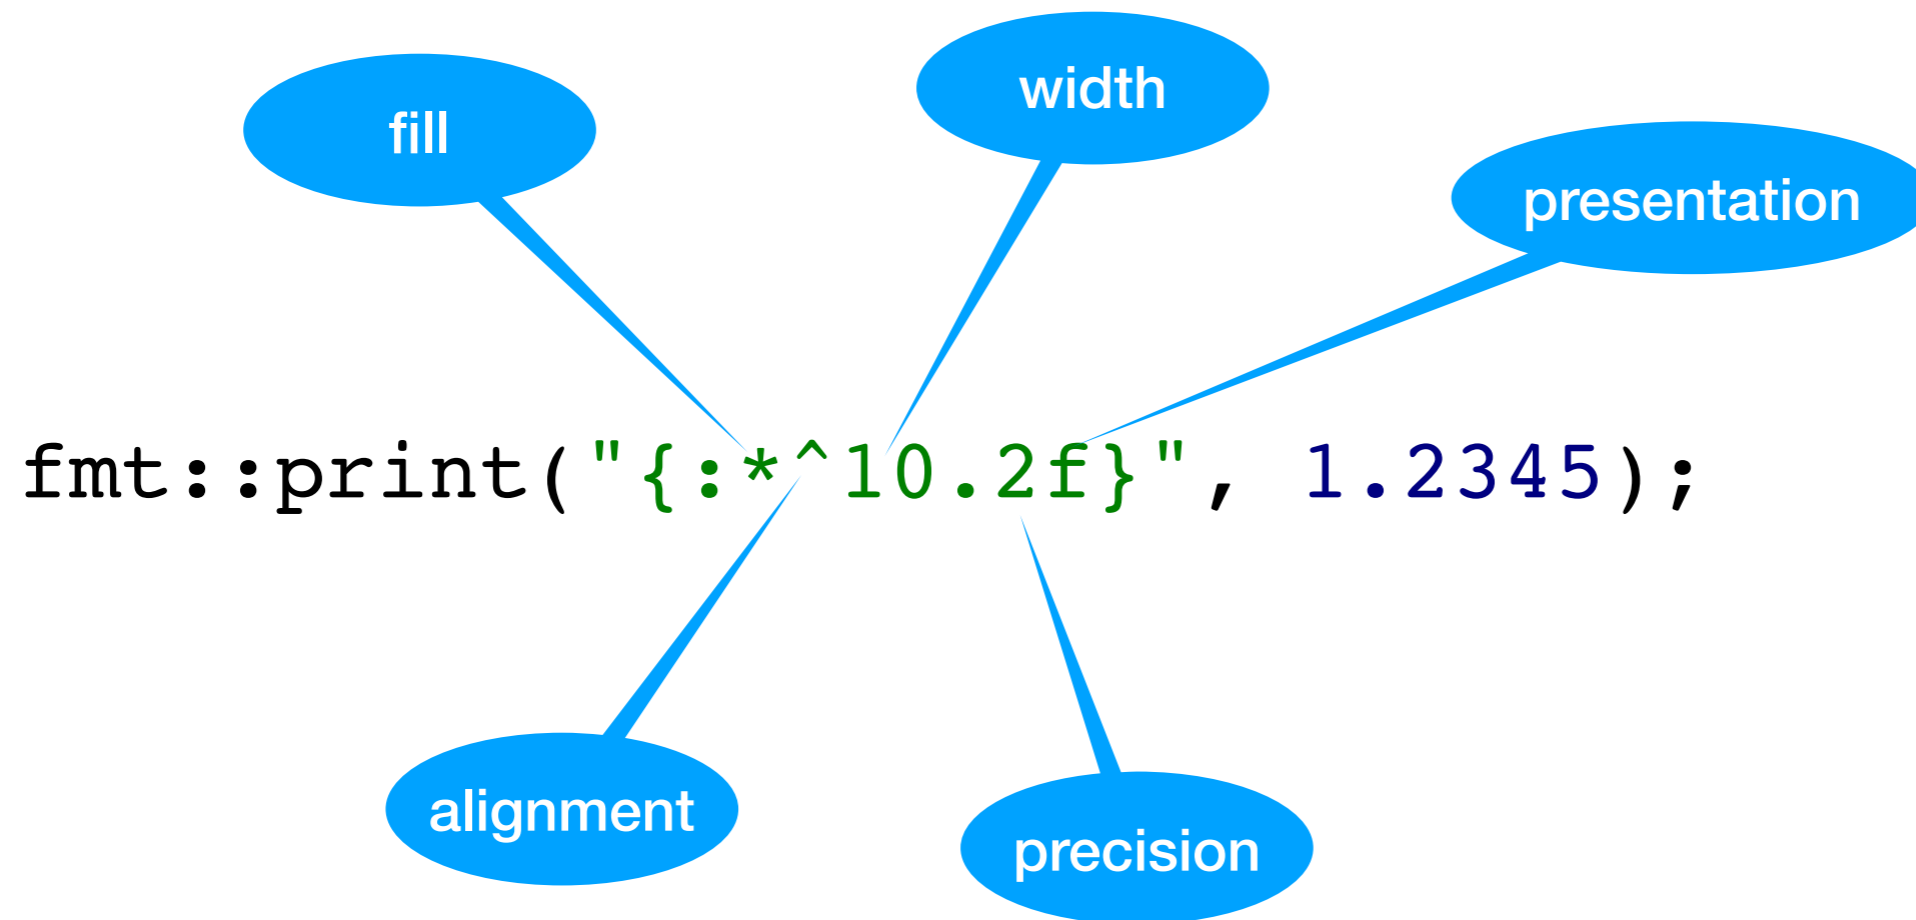 width
fill
presentation
fmt::print("{:*^10.2f}", 1.2345);
alignment
precision